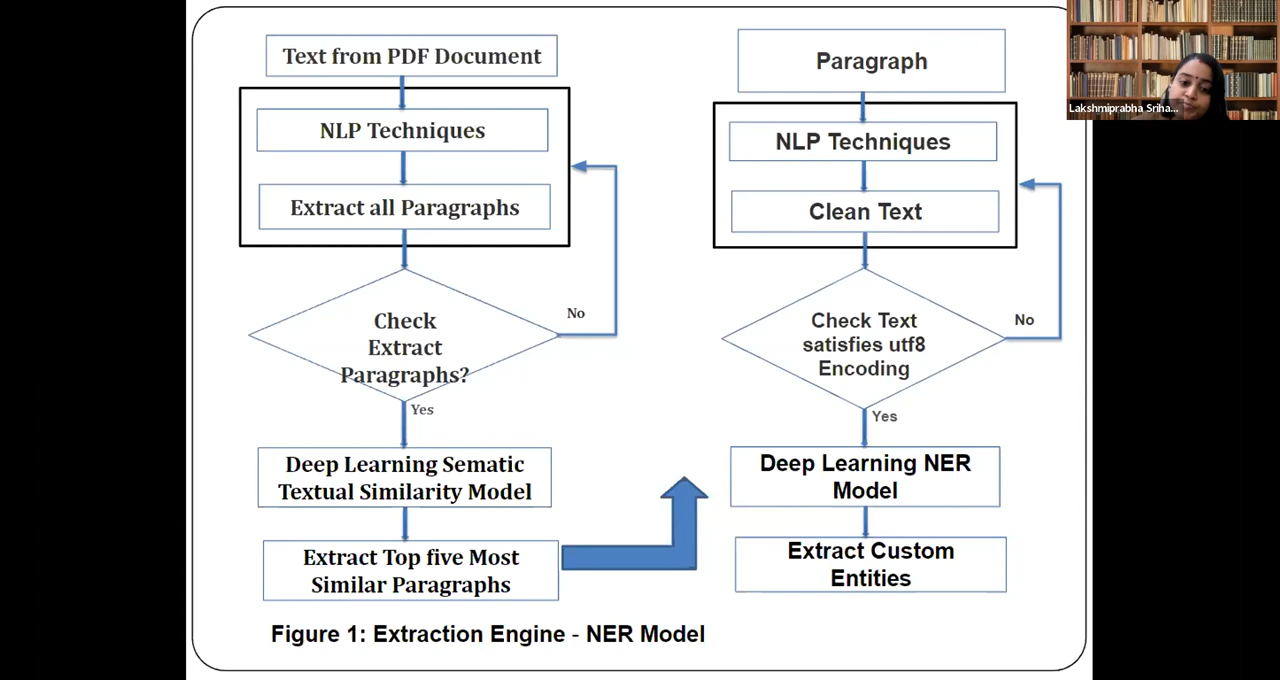 Text from PDF Document
NLP Techniques
Extract all Paragraphs
Check
Extract
Paragraphs?
No
Yes
Deep Learning Sematic
Textual Similarity Model
Extract Top five Most
Similar Paragraphs
Paragraph
NLP Techniques
Clean Text
Check Text
satisfies utf8
Encoding
No
Yes
Deep Learning NER
Model
Extract Custom
Entities
Figure 1: Extraction Engine - NER Model
Lakshmiprabha Sriha...